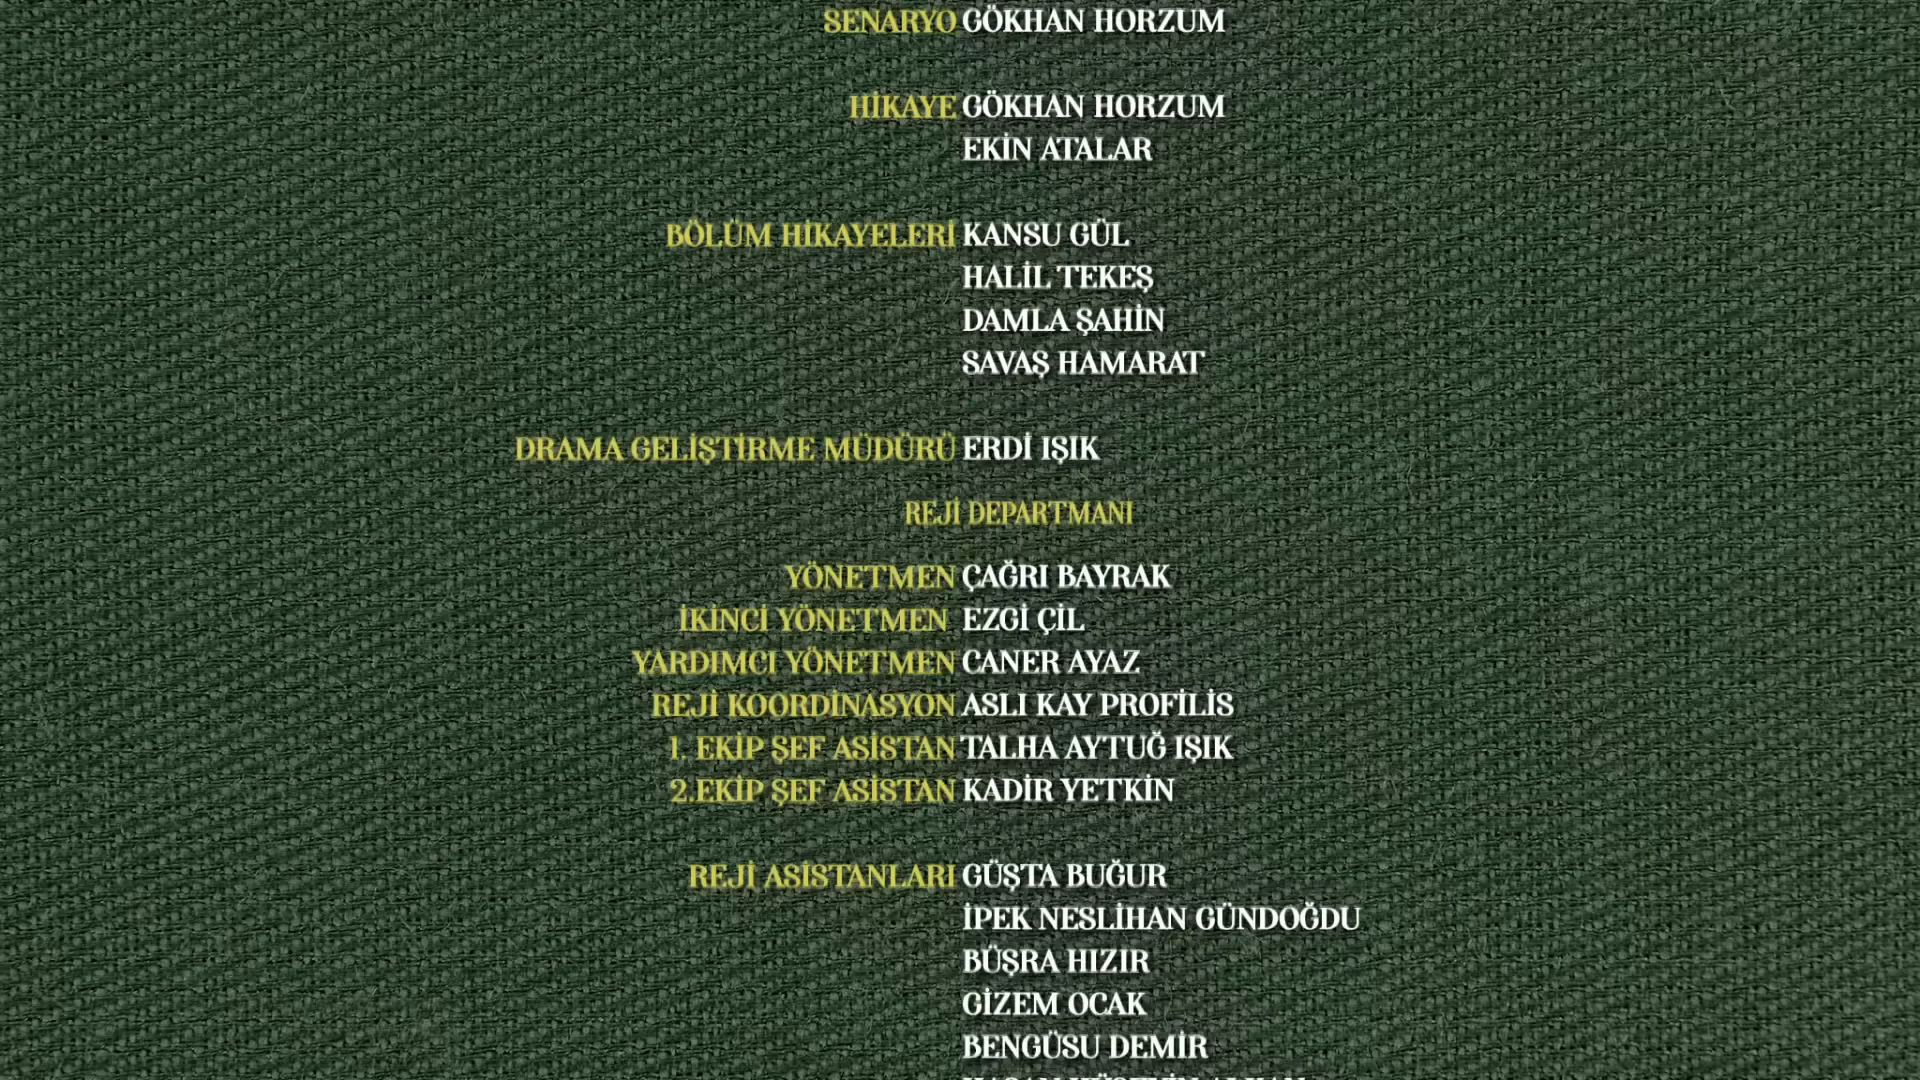 SENARYO GÖKHAN HORZUM
HİKAYE GÖKHAN HORZUM
EKİN ATALAR
BÖLÜM HİKAYELERİ KANSU GÜL
HALİL TEKEŞ
DAMLA ŞAHİN
SAVAŞ HAMARAT
DRAMA GELİŞTİRME MÜDÜRÜ ERDİ IŞIK
REJİ DEPARTMANI
YÖNETMEN ÇAĞRI BAYRAK
İKİNCİ YÖNETMEN EZGİ ÇİL
YARDIMCI YÖNETMEN CANER AYAZ
REJİ KOORDİNASYON ASLI KAY PROFİLİS
1. EKİP ŞEF ASİSTAN TALHA AYTUĞ IŞIK
2.EKİP ŞEF ASİSTAN KADİR YETKİN
REJİ ASİSTANLARI GÜŞTA BUĞUR
İPEK NESLİHAN GÜNDOĞDU
BÜŞRA HIZIR
GİZEM OCAK
BENGÜSU DEMİR